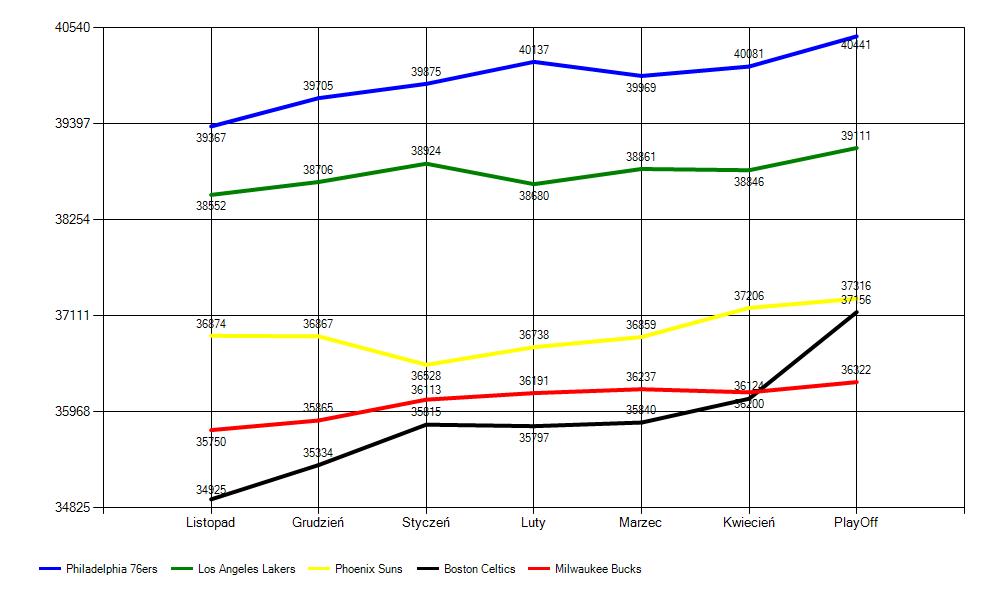 40540
39397
38254
37111
35968
34825
39367 39705 39875 40137 39969 40081 40441
38552 38706 38924 38680 38861 38846 39111
36874 36867 36528 36738 36859 37206 37316
34925 35334 35815 35797 35840 36124 37156
35750 35865 36113 36191 36237 36200 36322
Listopad Grudzień Styczeń Luty Marzec Kwiecień PlayOff
Philadelphia 76ers Los Angeles Lakers Phoenix Suns Boston Celtics Milwaukee Bucks